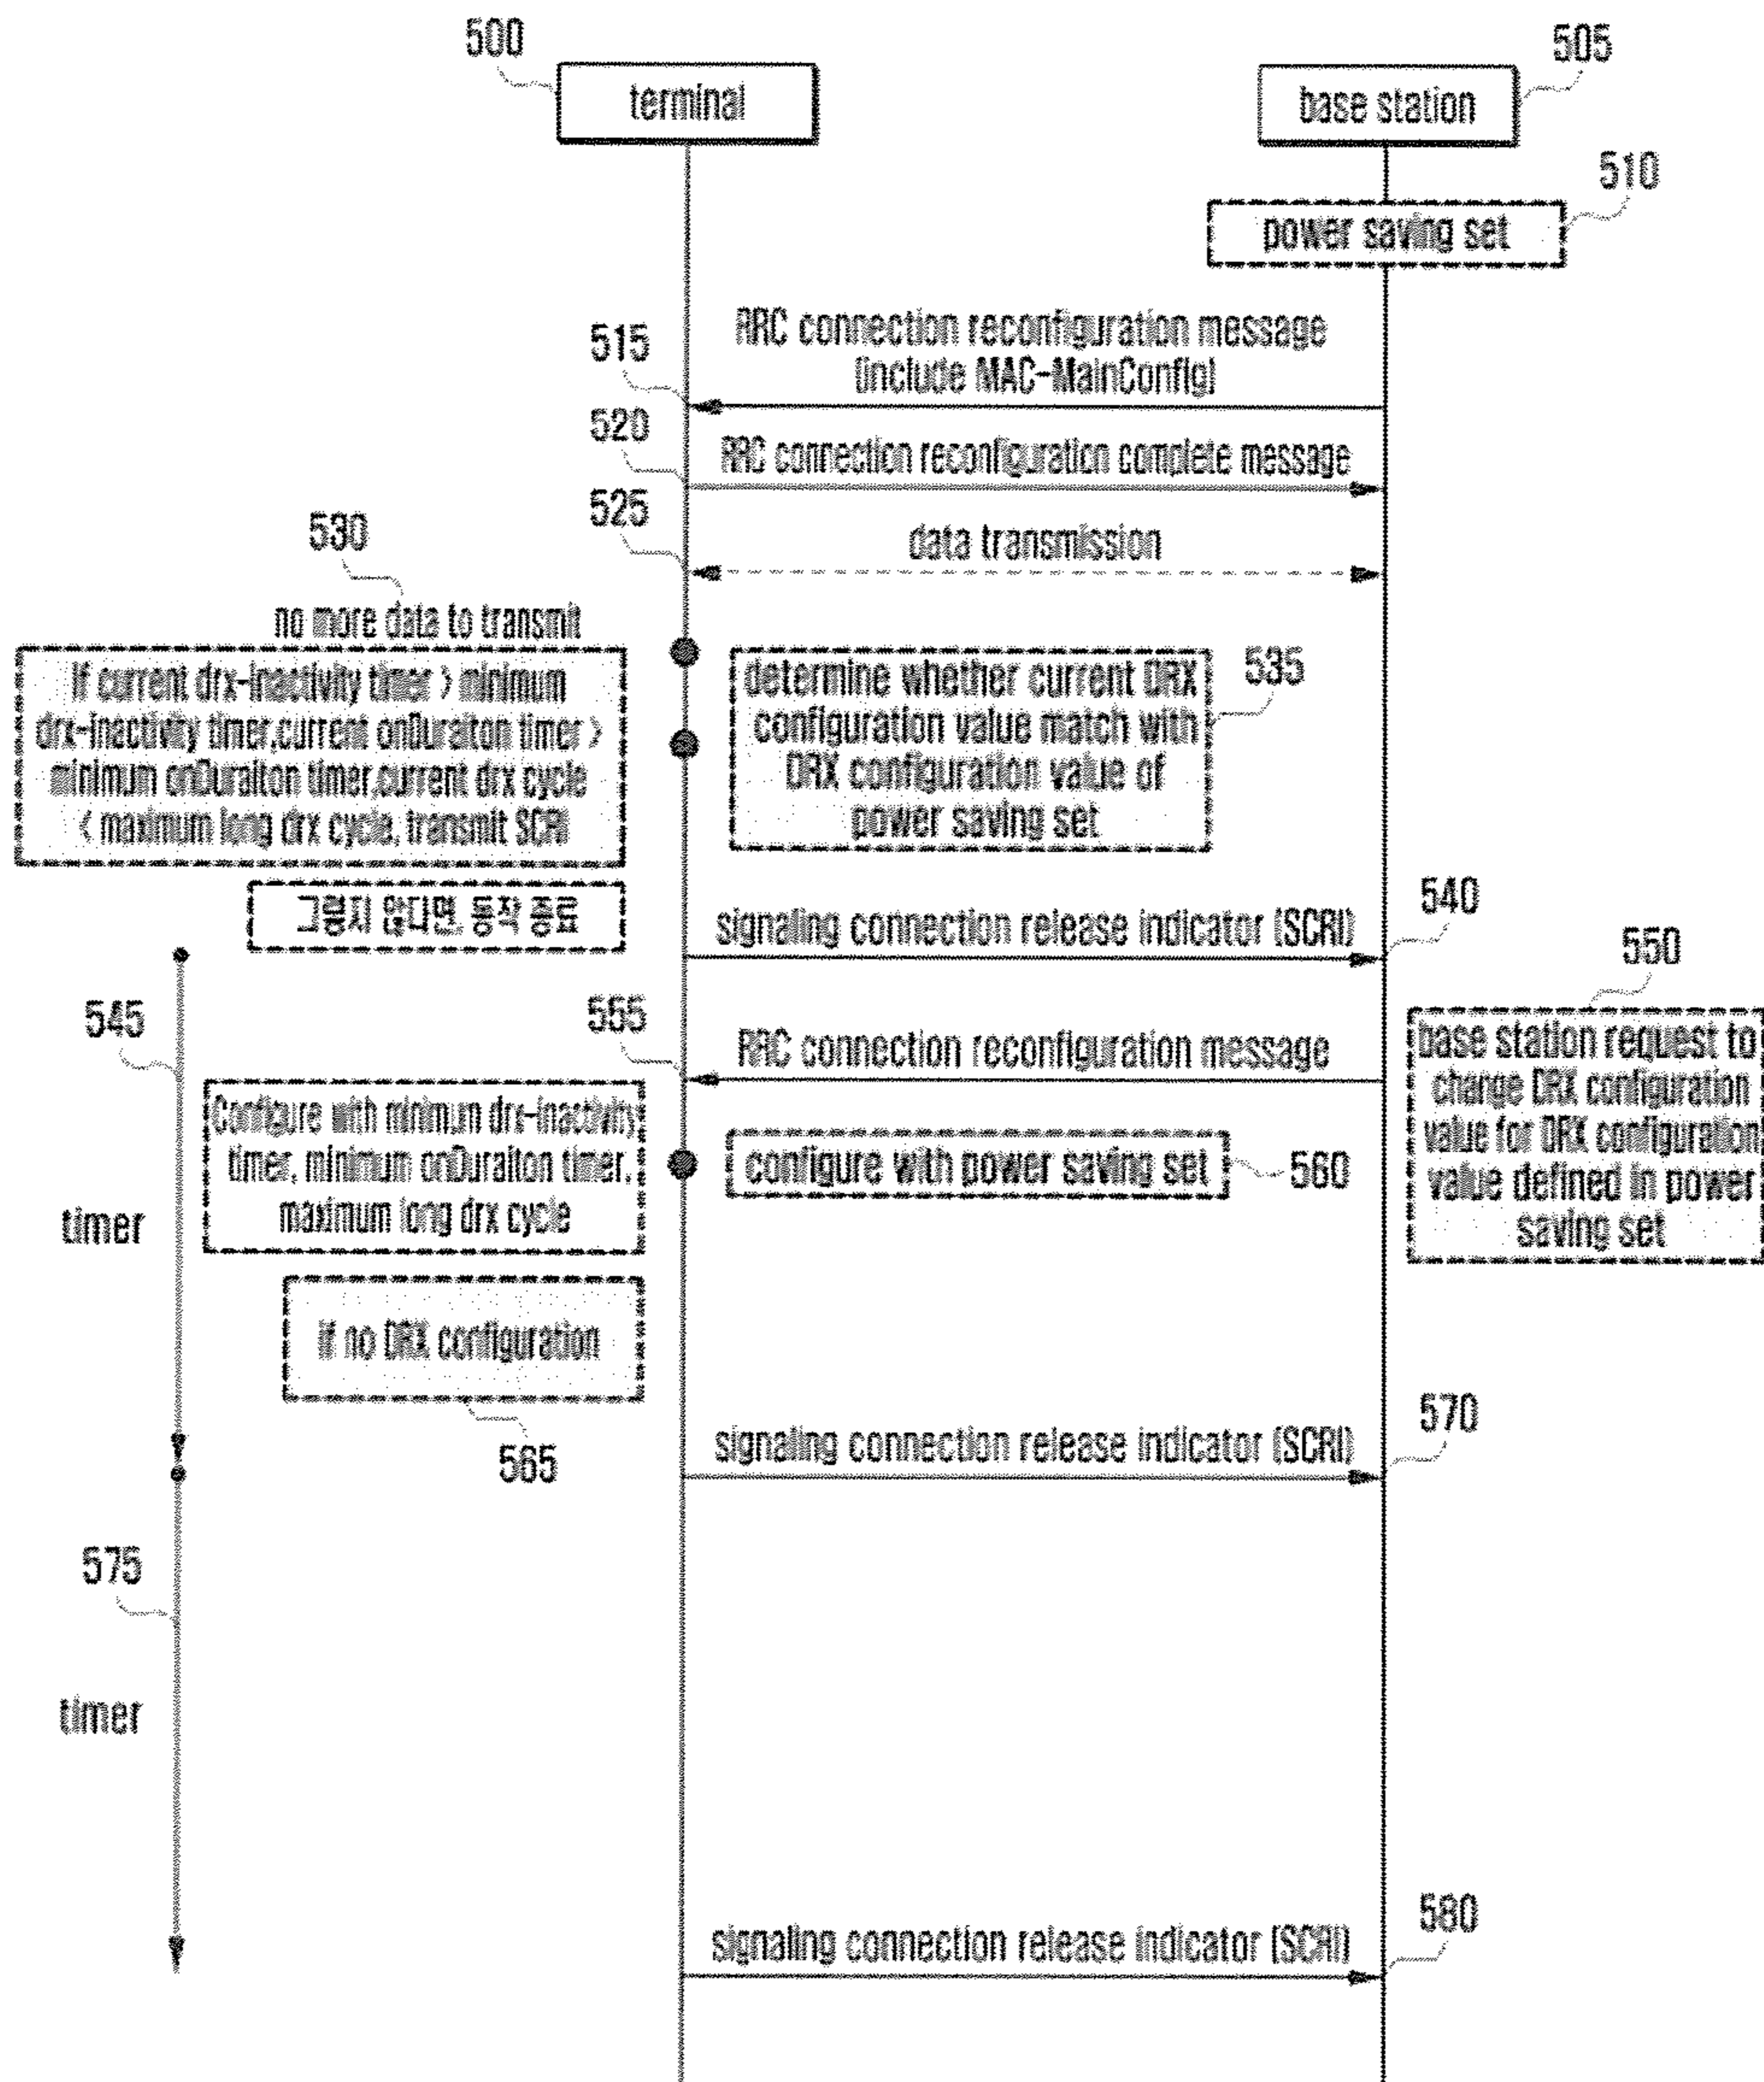 500
terminal
505
base station
510
power saving set
515
RRC connection reconfiguration message
(include MAC-MainConfig)
520
RRC connection reconfiguration complete message
525
data transmission
530
no more data to transmit
If current drx-inactivity timer > minimum
drx-inactivity timer,current onDuraiton timer >
minimum onDuraiton timer,current drx cycle
< maximum long drx cycle, transmit SCRI
535
determine whether current DRX
configuration value match with
DRX configuration value of
power saving set
그렇지 않다면, 동작 종료
540
signaling connection release indicator (SCRI)
545
timer
550
base station request to
charge DRX configuration
value for DRX configuration
value defined in power
saving set
555
RRC connection reconfiguration message
Configure with minimum drx-inactivity
timer, minimum onDuraiton timer,
maximum long drx cycle
configure with power saving set
560
if no DRX configuration
565
570
signaling connection release indicator (SCRI)
575
timer
580
signaling connection release indicator (SCRI)